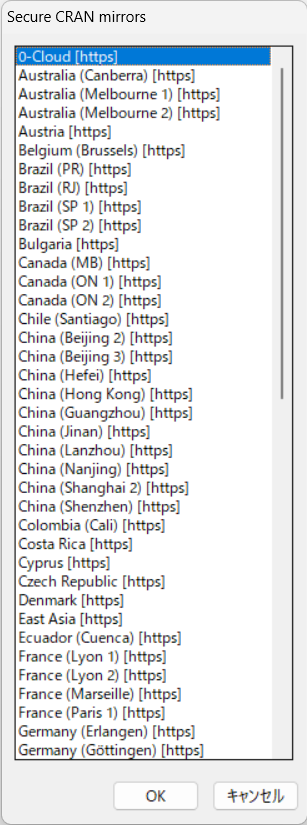 Secure CRAN mirrors
0-Cloud [https]
Australia (Canberra) [https]
Australia (Melbourne 1) [https]
Australia (Melbourne 2) [https]
Austria [https]
Belgium (Brussels) [https]
Brazil (PR) [https]
Brazil (RJ) [https]
Brazil (SP 1) [https]
Brazil (SP 2) [https]
Bulgaria [https]
Canada (MB) [https]
Canada (ON 1) [https]
Canada (ON 2) [https]
Chile (Santiago) [https]
China (Beijing 2) [https]
China (Beijing 3) [https]
China (Hefei) [https]
China (Hong Kong) [https]
China (Guangzhou) [https]
China (Jinan) [https]
China (Lanzhou) [https]
China (Nanjing) [https]
China (Shanghai 2) [https]
China (Shenzhen) [https]
Colombia (Cali) [https]
Costa Rica [https]
Cyprus [https]
Czech Republic [https]
Denmark [https]
East Asia [https]
Ecuador (Cuenca) [https]
France (Lyon 1) [https]
France (Lyon 2) [https]
France (Marseille) [https]
France (Paris 1) [https]
Germany (Erlangen) [https]
Germany (Göttingen) [https]
OK
キャンセル